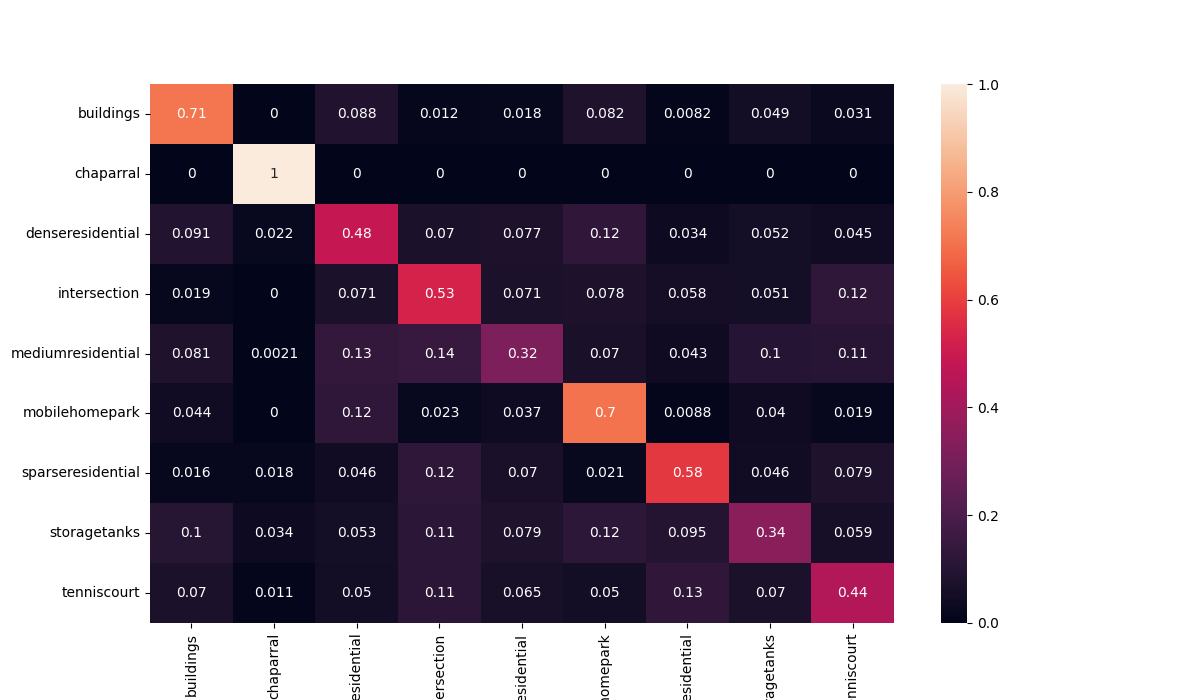 buildings 0.71 0 0.088 0.012 0.018 0.082 0.0082 0.049 0.031
chaparral 0 1 0 0 0 0 0 0 0
denseresidential 0.091 0.022 0.48 0.07 0.077 0.12 0.034 0.052 0.045
intersection 0.019 0 0.071 0.53 0.071 0.078 0.058 0.051 0.12
mediumresidential 0.081 0.0021 0.13 0.14 0.32 0.07 0.043 0.1 0.11
mobilehomepark 0.044 0 0.12 0.023 0.037 0.7 0.0088 0.04 0.019
sparseresidential 0.016 0.018 0.046 0.12 0.07 0.021 0.58 0.046 0.079
storagetanks 0.1 0.034 0.053 0.11 0.079 0.12 0.095 0.34 0.059
tenniscourt 0.07 0.011 0.05 0.11 0.065 0.05 0.13 0.07 0.44
buildings
chaparral
esidential
ersection
esidential
omepark
esidential
agetanks
nniscourt
1.0
0.8
0.6
0.4
0.2
0.0